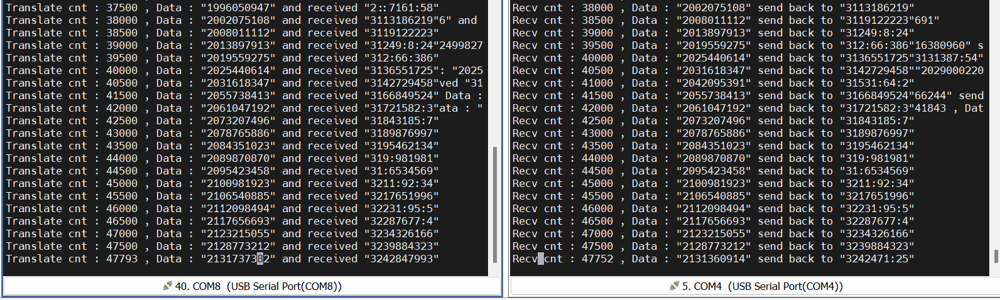 Translate cnt : 37500 , Data : "1996050947" and received "2::7161:58"
Translate cnt : 38000 , Data : "2002075108" and received "3113186219"6" and
Translate cnt : 38500 , Data : "2008011112" and received "3119122223"
Translate cnt : 39000 , Data : "2013897913" and received "31249:8:24"2499827
Translate cnt : 39500 , Data : "2019559275" and received "312:66:386"
Translate cnt : 40000 , Data : "2025440614" and received "3136551725": "2025
Translate cnt : 40500 , Data : "2031618347" and received "3142729458"ved "31
Translate cnt : 41500 , Data : "2055738413" and received "3166849524" Data :
Translate cnt : 42000 , Data : "2061047192" and received "31721582:3"ata : "
Translate cnt : 42500 , Data : "2073207496" and received "31843185:7"
Translate cnt : 43000 , Data : "2078765886" and received "3189876997"
Translate cnt : 43500 , Data : "2084351023" and received "3195462134"
Translate cnt : 44000 , Data : "2089870870" and received "319:981981"
Translate cnt : 44500 , Data : "2095423458" and received "31:6534569"
Translate cnt : 45000 , Data : "2100981923" and received "3211:92:34"
Translate cnt : 45500 , Data : "2106540885" and received "3217651996"
Translate cnt : 46000 , Data : "2112098494" and received "32231:95:5"
Translate cnt : 46500 , Data : "2117656693" and received "32287677:4"
Translate cnt : 47000 , Data : "2123215055" and received "3234326166"
Translate cnt : 47500 , Data : "2128773212" and received "3239884323"
Translate cnt : 47793 , Data : "2131737382" and received "3242847993"
40. COM8 (USB Serial Port(COM8))
Recv cnt : 38000 , Data : "2002075108" send back to "3113186219"
Recv cnt : 38500 , Data : "2008011112" send back to "3119122223"691"
Recv cnt : 39000 , Data : "2013897913" send back to "31249:8:24"
Recv cnt : 39500 , Data : "2019559275" send back to "312:66:386"16380960" s
Recv cnt : 40000 , Data : "2025440614" send back to "3136551725"3131387:54"
Recv cnt : 40500 , Data : "2031618347" send back to "3142729458""2029000220
Recv cnt : 41000 , Data : "2042095391" send back to "31531:64:2"
Recv cnt : 41500 , Data : "2055738413" send back to "3166849524"66244" send
Recv cnt : 42000 , Data : "2061047192" send back to "31721582:3"41843 , Dat
Recv cnt : 42500 , Data : "2073207496" send back to "31843185:7"
Recv cnt : 43000 , Data : "2078765886" send back to "3189876997"
Recv cnt : 43500 , Data : "2084351023" send back to "3195462134"
Recv cnt : 44000 , Data : "2089870870" send back to "319:981981"
Recv cnt : 44500 , Data : "2095423458" send back to "31:6534569"
Recv cnt : 45000 , Data : "2100981923" send back to "3211:92:34"
Recv cnt : 45500 , Data : "2106540885" send back to "3217651996"
Recv cnt : 46000 , Data : "2112098494" send back to "32231:95:5"
Recv cnt : 46500 , Data : "2117656693" send back to "32287677:4"
Recv cnt : 47000 , Data : "2123215055" send back to "3234326166"
Recv cnt : 47500 , Data : "2128773212" send back to "3239884323"
Recv cnt : 47752 , Data : "2131360914" send back to "3242471:25"
5. COM4 (USB Serial Port(COM4))